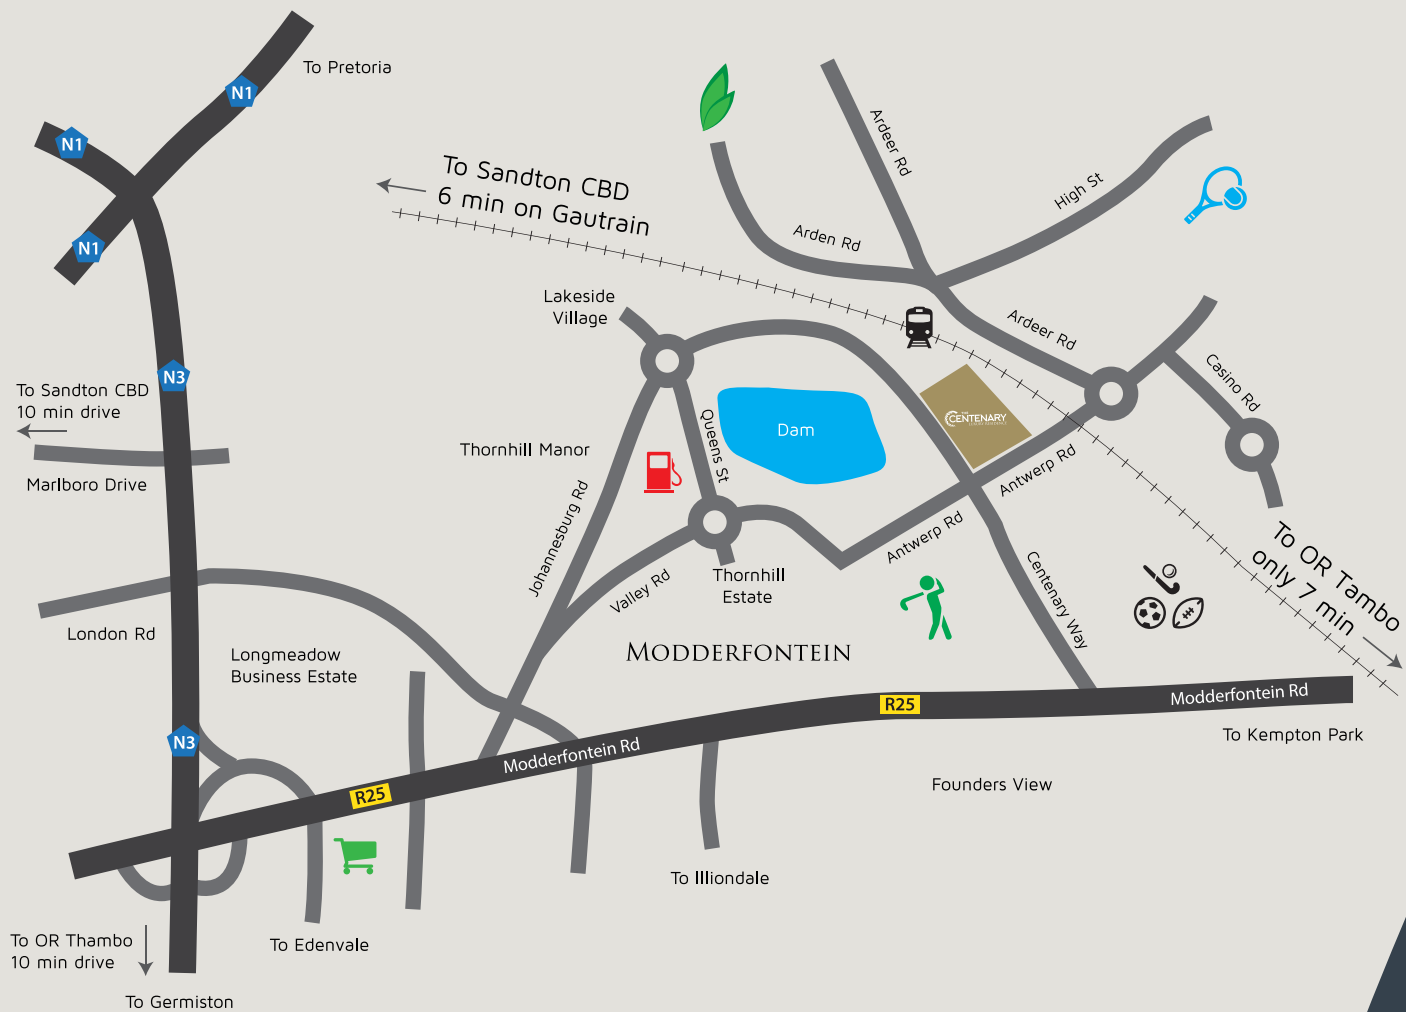 To Pretoria
N1
N1
N1
To Sandton CBD
6 min on Gautrain
Ardeer Rd
High St
Arden Rd
Lakeside
Village
Ardeer Rd
Casino Rd
N3
To Sandton CBD
10 min drive
Marlboro Drive
Thornhill Manor
Queens St
Dam
CENTENARY
Antwerp Rd
Johannesburg Rd
Antwerp Rd
Valley Rd
Thornhill
Estate
Centenary Way
To OR Tambo
only 7 min
London Rd
Longmeadow
Business Estate
MODDERFONTEIN
R25
Modderfontein Rd
To Kempton Park
N3
Modderfontein Rd
R25
Founders View
To Illiondale
To Edenvale
To OR Thambo
10 min drive
To Germiston